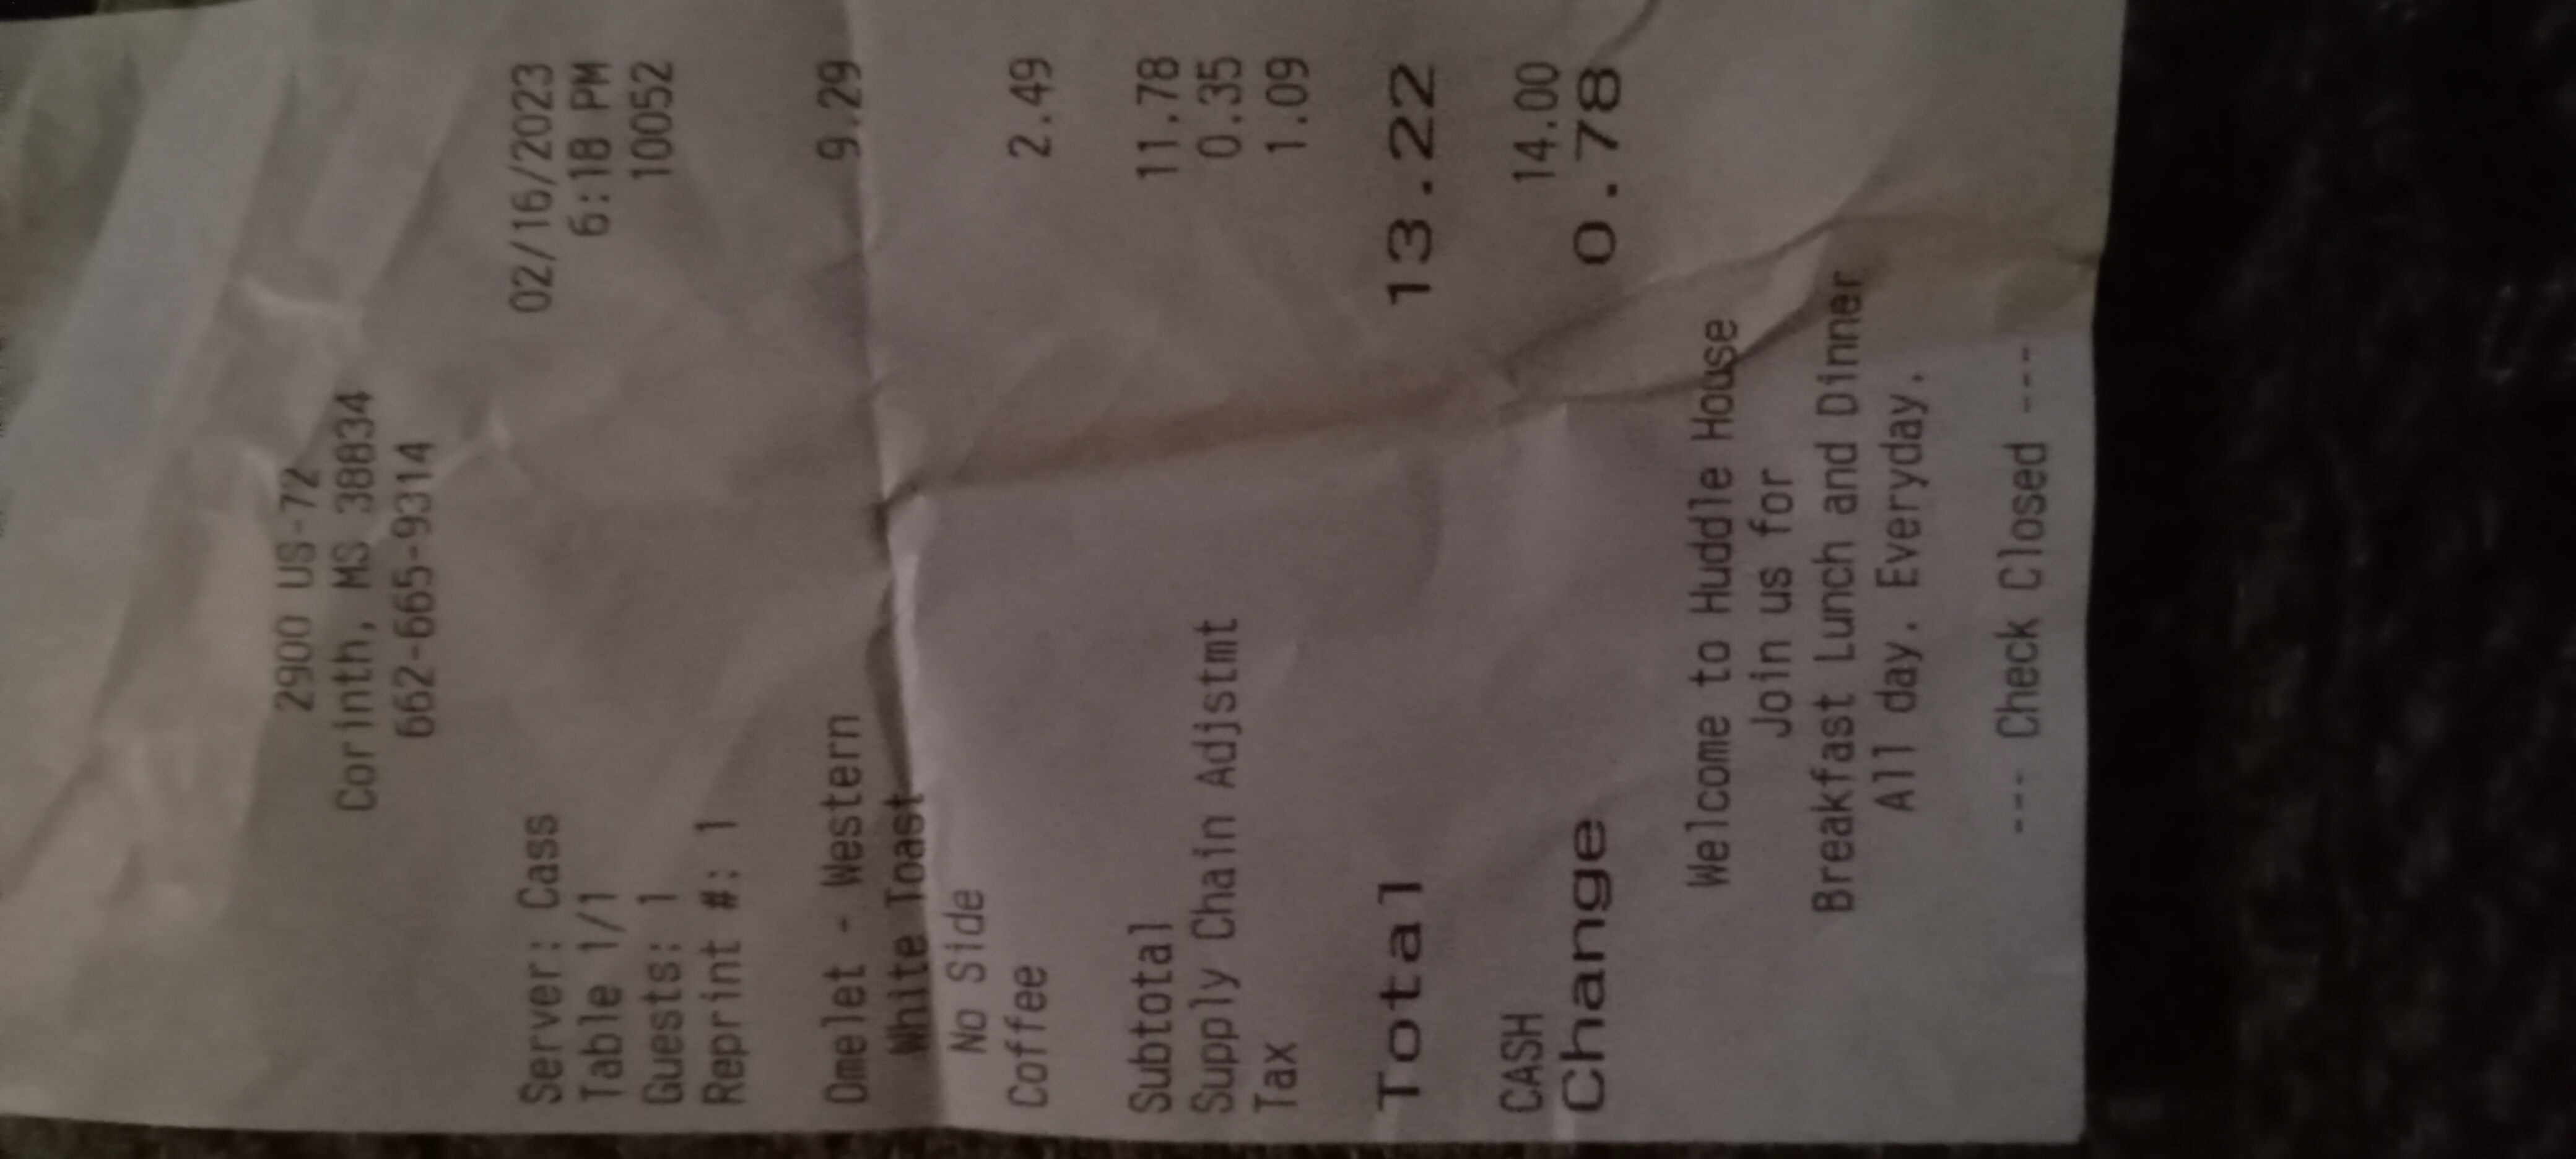 2900 US-72
Corinth, MS 38834
662-665-9314
Server: Cass 02/16/2023
Table 1/1 6:18 PM
Guests: 1 10052
Reprint #: 1
Omelet - Western 9.29
White Toast
No Side
Coffee 2.49
Subtotal 11.78
Supply Chain Adjstmt 0.35
Tax 1.09
Total 13.22
CASH 14.00
Change 0.78
Welcome to Huddle House
Join us for
Breakfast Lunch and Dinner
All day. Everyday.
--- Check Closed ---